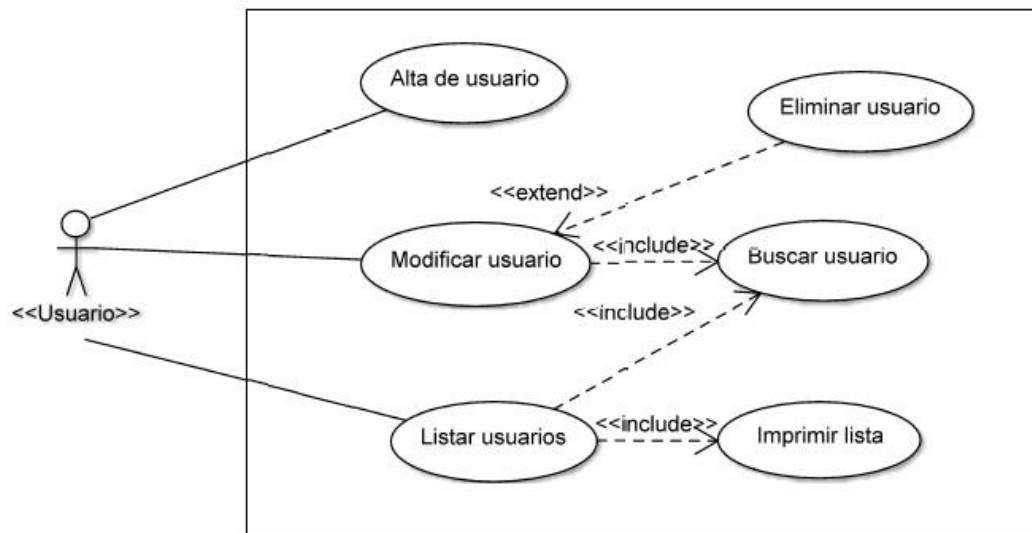 Alta de usuario
Eliminar usuario
<<extend>>
<<include>>
Modificar usuario
Buscar usuario
<<Usuario>>
<<include>>
<<include>>
Listar usuarios
Imprimir lista